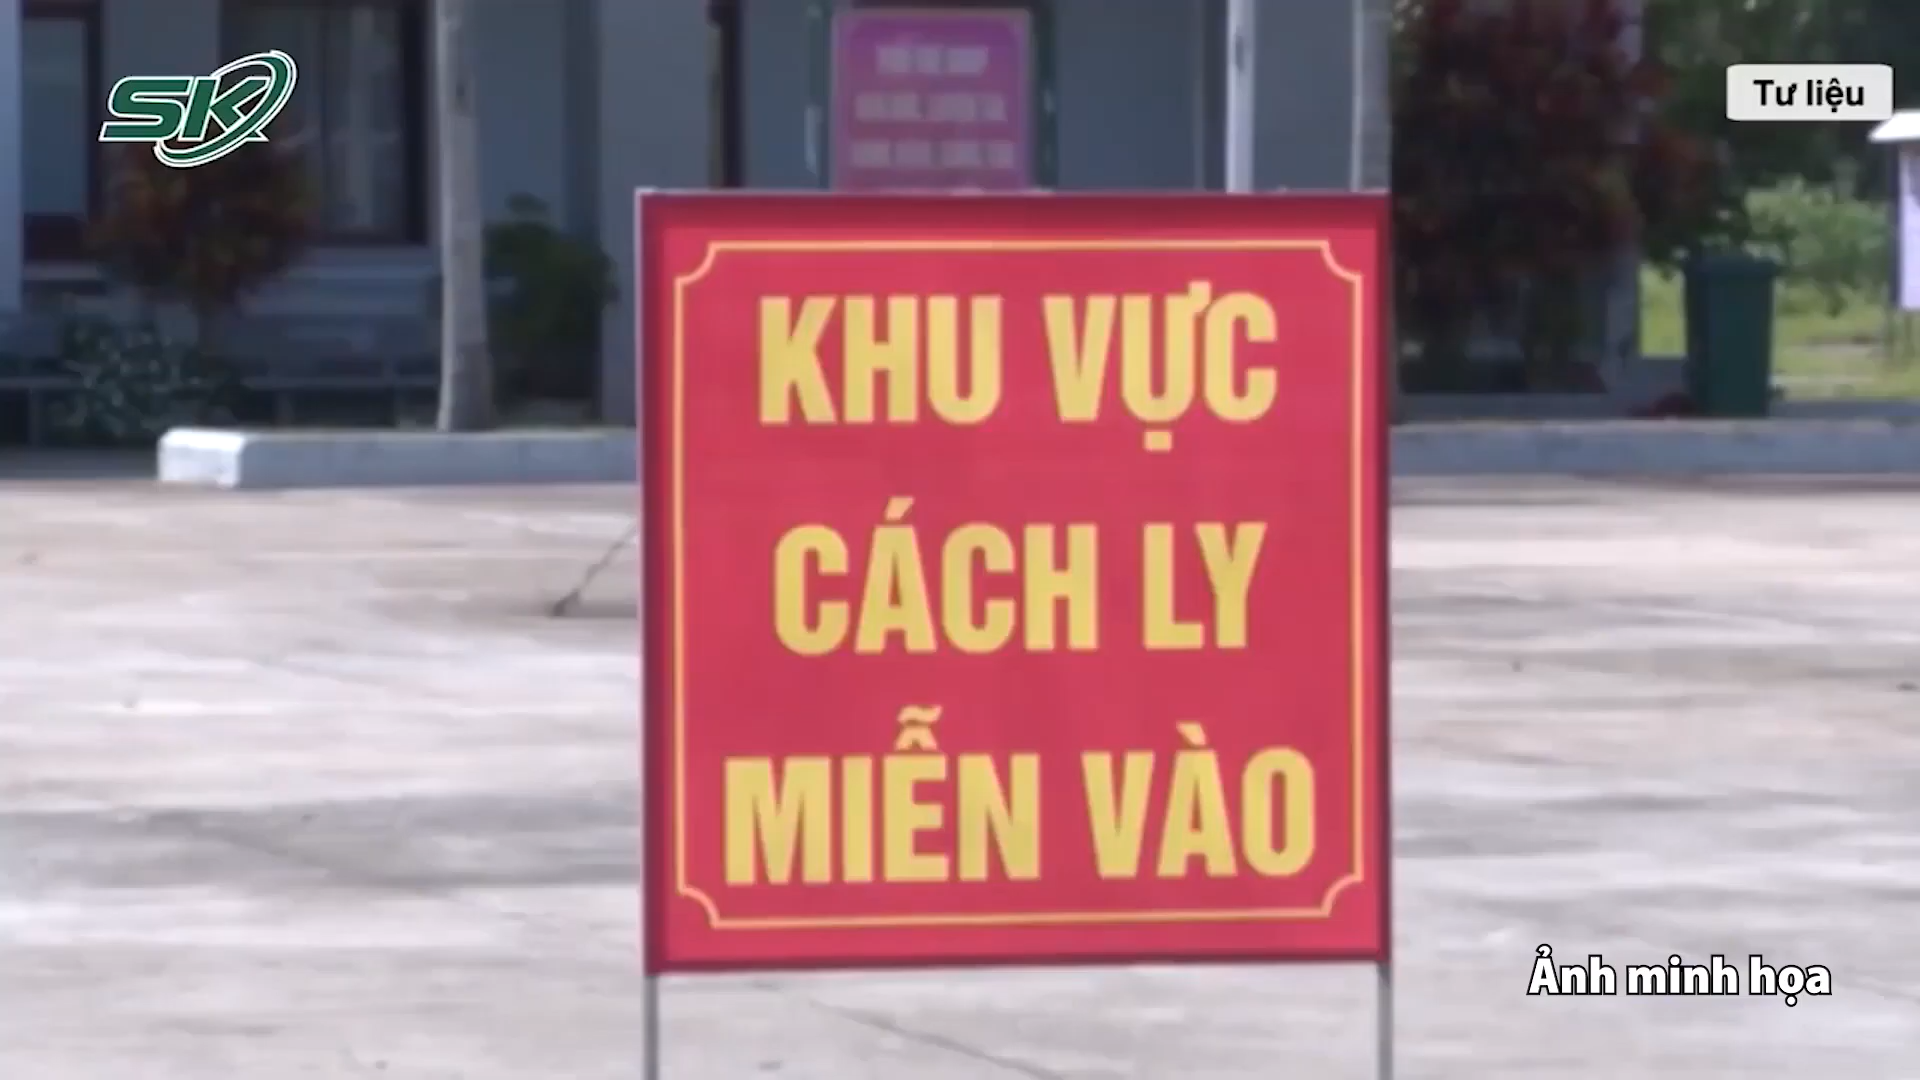 SK
Tư liệu
KHU VỰC
CÁCH LY
MIỄN VÀO
Ảnh minh họa